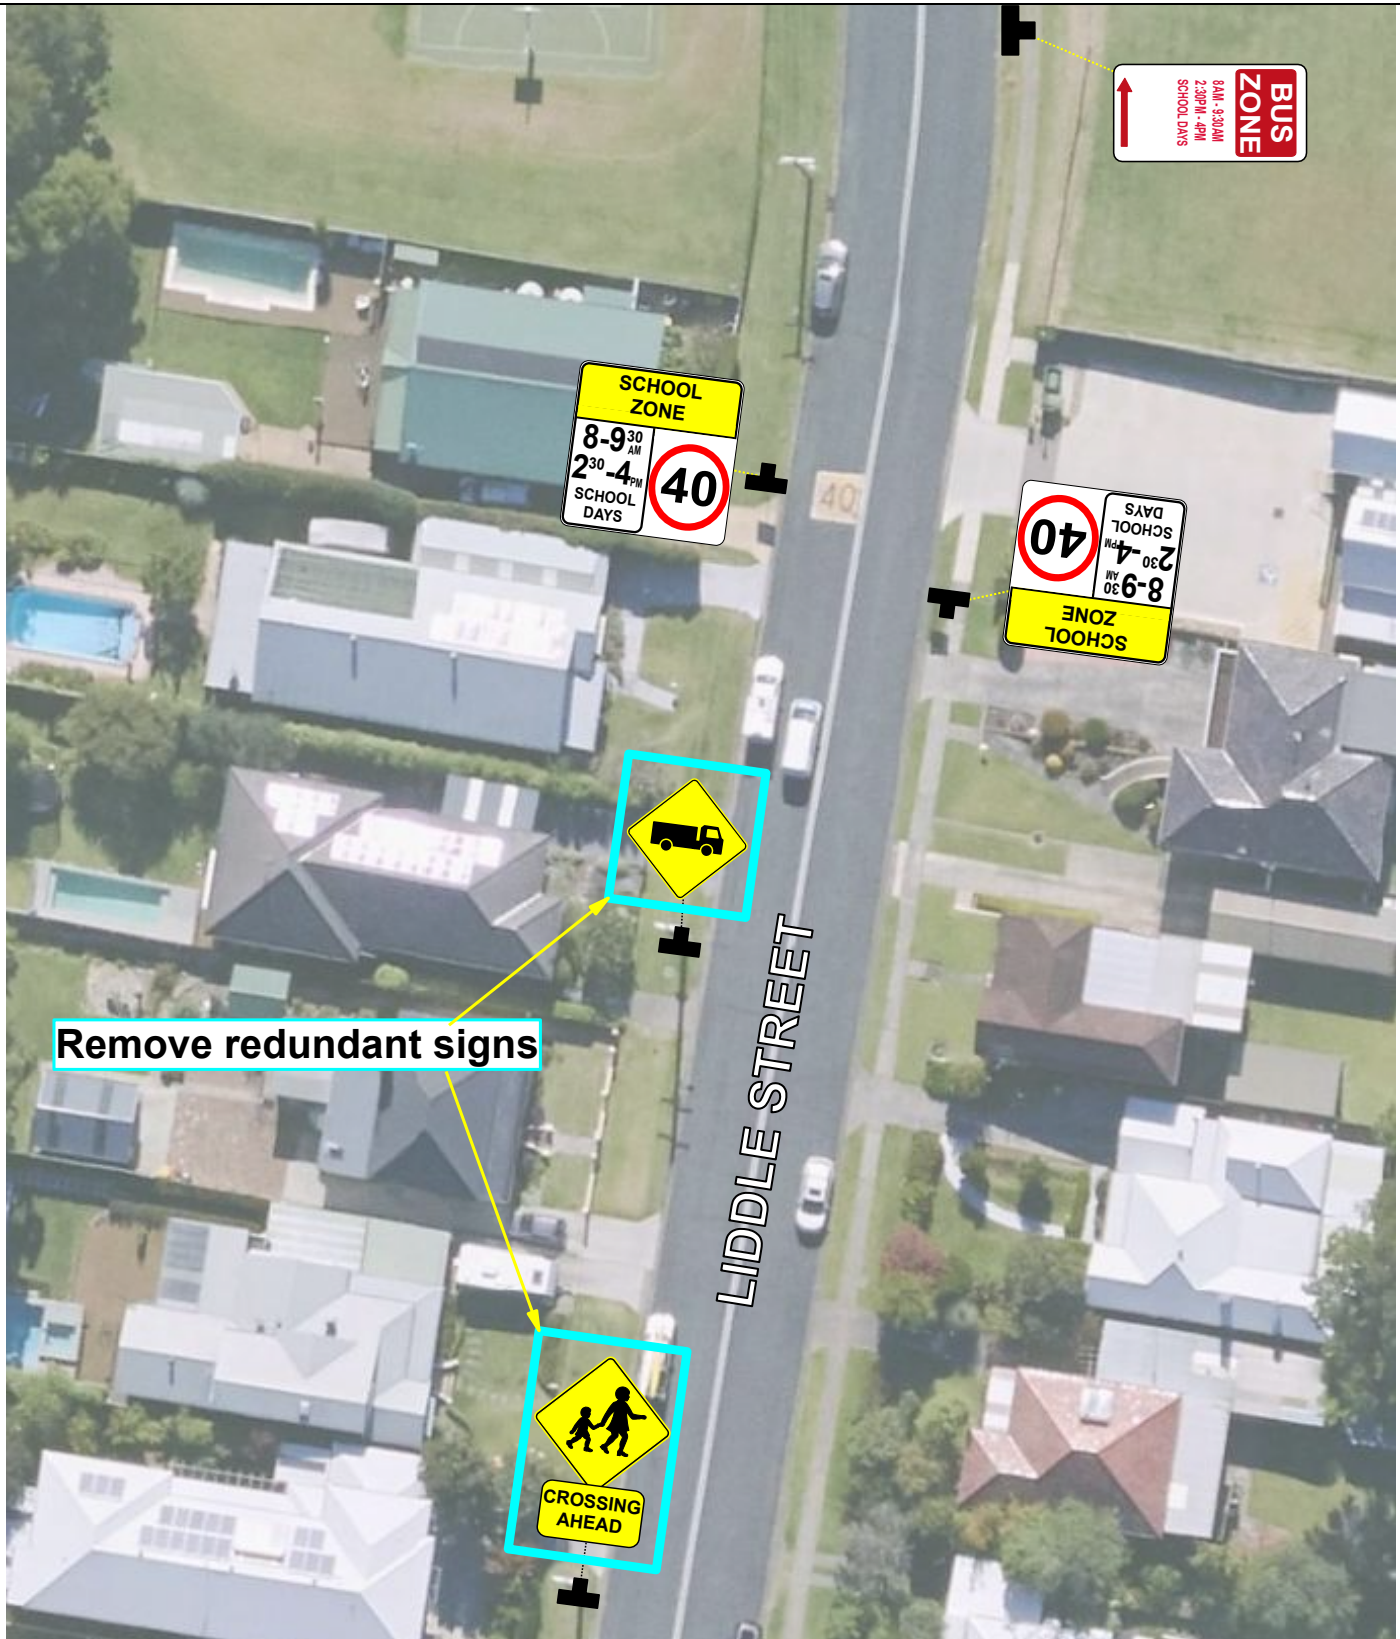 BUS
ZONE
8AM - 9:30AM
2:30PM - 4PM
SCHOOL DAYS
SCHOOL
ZONE
8-9 30 AM
2 30 -4 PM
SCHOOL
DAYS
40
40
SCHOOL
ZONE
8-9 30 AM
2 30 -4 PM
SCHOOL
DAYS
40
Remove redundant signs
LIDDLE STREET
CROSSING
AHEAD